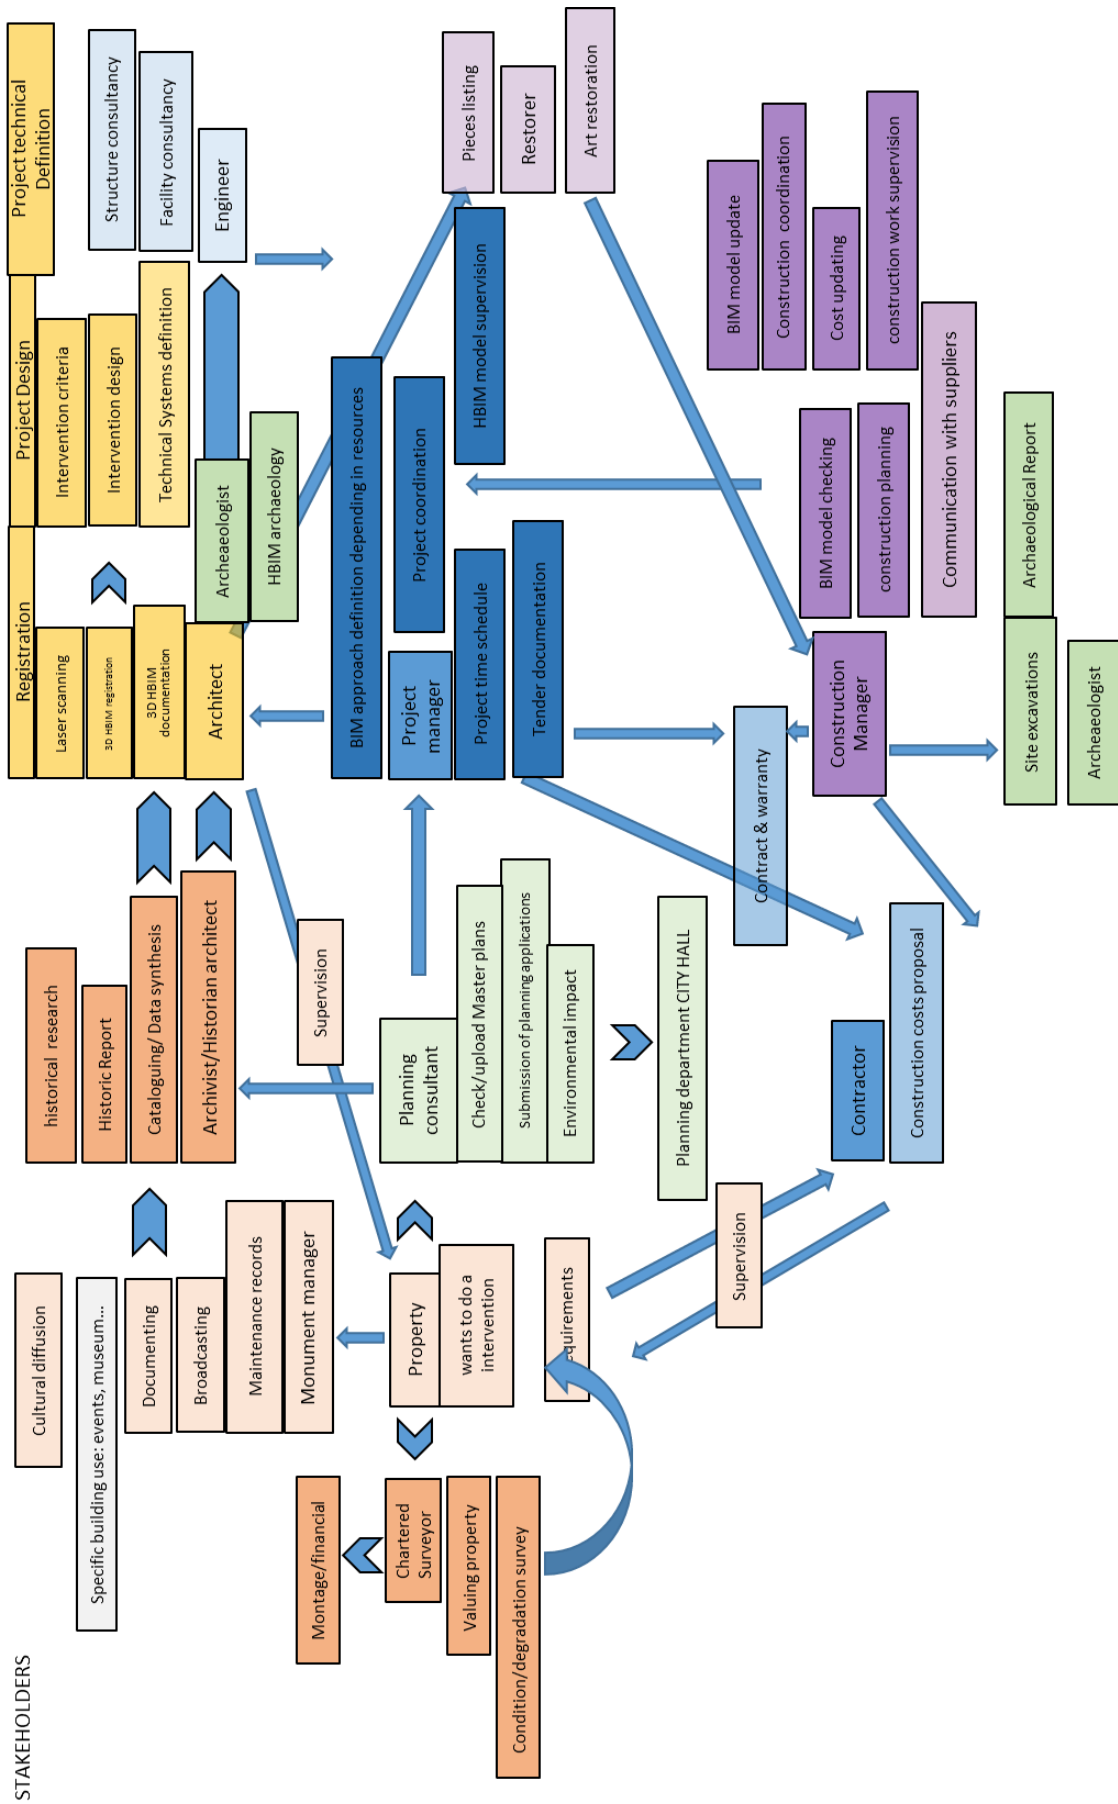 STAKEHOLDERS
Cultural diffusion
Specific building use: events, museum...
Documenting
Broadcasting
Maintenance records
Monument manager
Montage/financial
Chartered
Surveyor
Valuing property
Condition/degradation survey
Property
wants to do a
intervention
equirements
historical research
Historic Report
Cataloguing/ Data synthesis
Archivist/Historian architect
Supervision
Planning
consultant
Check/upload Master plans
Submission of planning applications
Environmental impact
Planning department CITY HALL
Supervision
Contractor
Construction costs proposal
Contract & warranty
Registration
Laser scanning
3D HBIM registration
3D HBIM
documentation
Architect
Project Design
Intervention criteria
Intervention design
Technical Systems definition
Archeaeologist
HBIM archaeology
Project technical
Definition
Structure consultancy
Facility consultancy
Engineer
BIM approach definition depending in resources
Project
manager
Project coordination
Project time schedule
HBIM model supervision
Tender documentation
Pieces listing
Restorer
Art restoration
BIM model update
Construction coordination
Cost updating
construction work supervision
BIM model checking
construction planning
Communication with suppliers
Construction
Manager
Site excavations
Archaeological Report
Archeaeologist